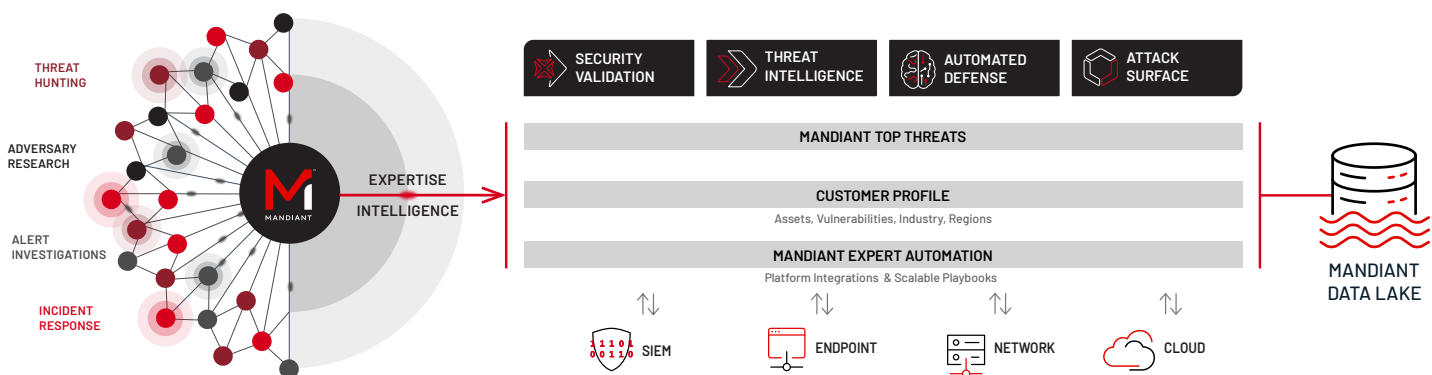 THREAT
HUNTING
ADVERSARY
RESEARCH
ALERT
INVESTIGATIONS
INCIDENT
RESPONSE
M
MANDIANT
EXPERTISE
INTELLIGENCE
SECURITY
VALIDATION
THREAT
INTELLIGENCE
AUTOMATED
DEFENSE
ATTACK
SURFACE
MANDIANT TOP THREATS
CUSTOMER PROFILE
Assets, Vulnerabilities, Industry, Regions
MANDIANT EXPERT AUTOMATION
Platform Integrations & Scalable Playbooks
11101
00110
SIEM
ENDPOINT
NETWORK
CLOUD
MANDIANT
DATA LAKE